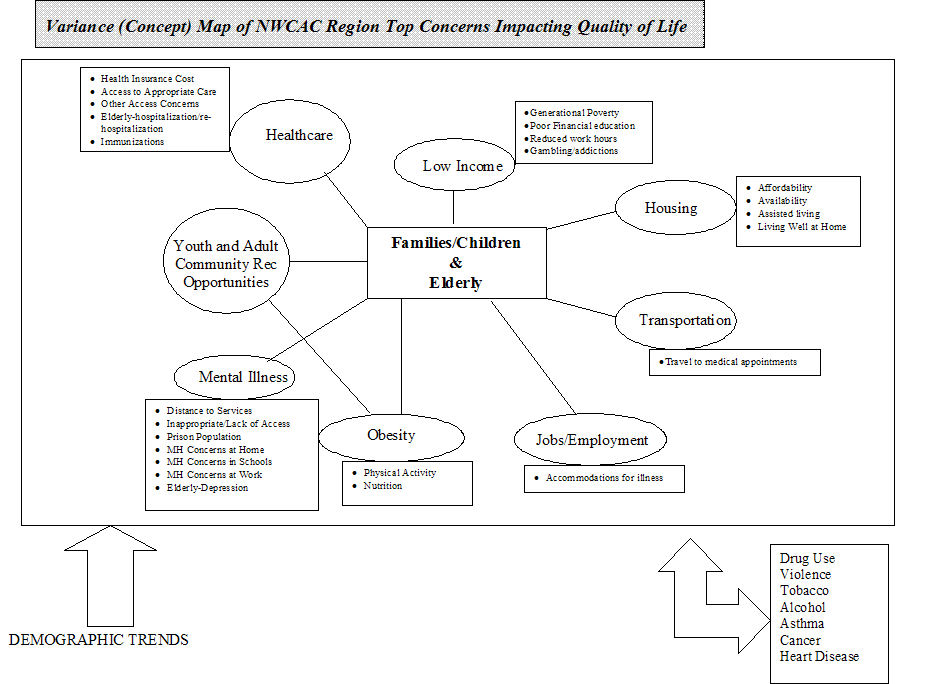 Variance (Concept) Map of NWCAC Region Top Concerns Impacting Quality of Life
• Health Insurance Cost
• Access to Appropriate Care
• Other Access Concerns
• Elderly-hospitalization/re-
hospitalization
• Immunizations
Healthcare
Low Income
• Generational Poverty
• Poor Financial education
• Reduced work hours
• Gambling/addictions
Housing
• Affordability
• Availability
• Assisted living
• Living Well at Home
Youth and Adult
Community Rec
Opportunities
Families/Children
&
Elderly
Transportation
• Travel to medical appointments
Mental Illness
• Distance to Services
• Inappropriate/Lack of Access
• Prison Population
• MH Concerns at Home
• MH Concerns in Schools
• MH Concerns at Work
• Elderly-Depression
Obesity
• Physical Activity
• Nutrition
Jobs/Employment
• Accommodations for illness
DEMOGRAPHIC TRENDS
Drug Use
Violence
Tobacco
Alcohol
Asthma
Cancer
Heart Disease